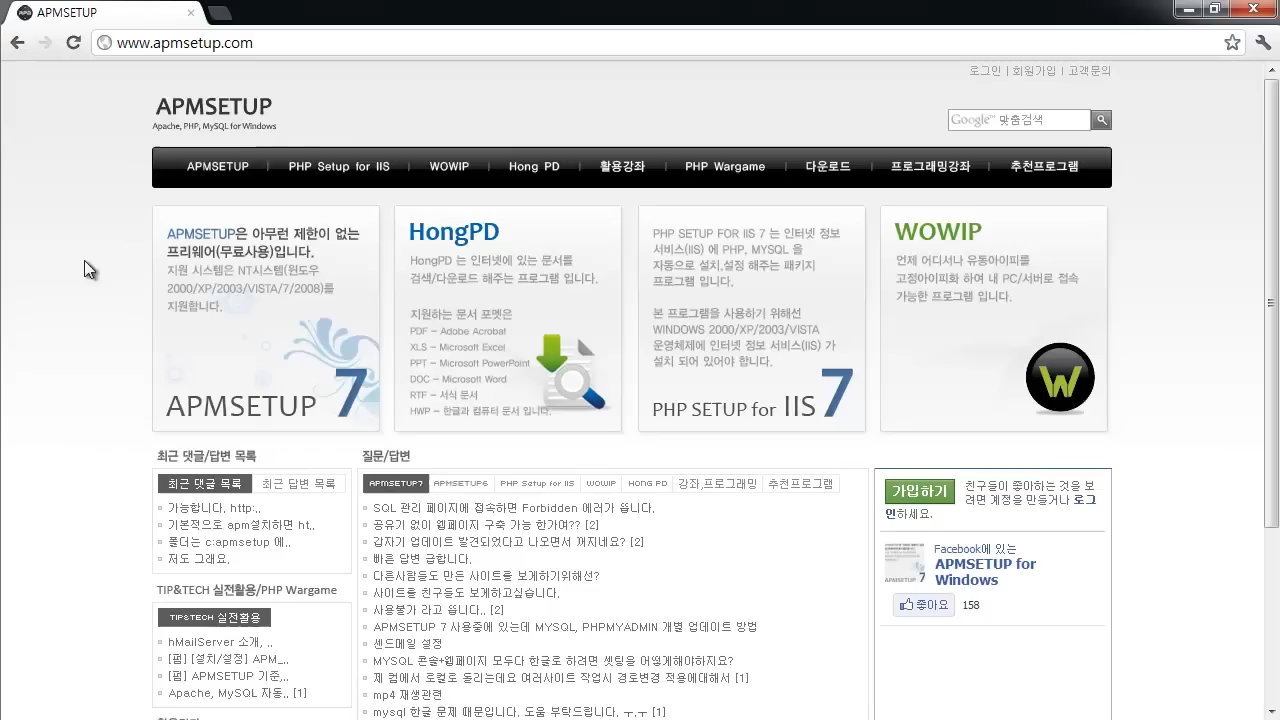 APMSETUP
www.apmsetup.com
로그인 | 회원가입 | 고객문의
APMSETUP
Apache, PHP, MySQL for Windows
Google™ 맞춤검색
APMSETUP | PHP Setup for IIS | WOWIP | Hong PD | 활용강좌 | PHP Wargame | 다운로드 | 프로그래밍강좌 | 추천프로그램
APMSETUP은 아무런 제한이 없는
프리웨어(무료사용)입니다.
지원 시스템은 NT시스템(윈도우
2000/XP/2003/VISTA/7/2008)를
지원합니다.
APMSETUP 7
HongPD
HongPD 는 인터넷에 있는 문서를
검색/다운로드 해주는 프로그램 입니다.
지원하는 문서 포멧은
PDF - Adobe Acrobat
XLS - Microsoft Excel
PPT - Microsoft PowerPoint
DOC - Microsoft Word
RTF - 서식 문서
HWP - 한글과 컴퓨터 문서 입니다.
PHP SETUP FOR IIS 7 는 인터넷 정보
서비스(IIS) 에 PHP, MYSQL 을
자동으로 설치,설정 해주는 패키지
프로그램 입니다.
본 프로그램을 사용하기 위해선
WINDOWS 2000/XP/2003/VISTA
운영체제에 인터넷 정보 서비스(IIS) 가
설치 되어 있어야 합니다.
PHP SETUP for IIS 7
WOWIP
언제 어디서나 유동아이피를
고정아이피화 하여 내 PC/서버로 접속
가능한 프로그램 입니다.
W
최근 댓글/답변 목록
최근 댓글 목록 최근 답변 목록
가능합니다. http:..
기본적으로 apm설치하면 ht..
폴더는 c:apmsetup 에..
저도 그래요.
TIP&TECH 실전활용/PHP Wargame
TIP&TECH 실전활용
hMailServer 소개, ..
[펌] [설치/설정] APM_..
[펌] APMSETUP 기준,..
Apache, MySQL 자동.. [1]
질문/답변
APMSETUP7 APMSETUP6 PHP Setup for IIS WOWIP HONG PD 강좌,프로그래밍 추천프로그램
SQL 관리 페이지에 접속하면 Forbidden 에러가 뜹니다.
공유기 없이 웹페이지 구축 가능 한가여?? [2]
갑자기 업데이트 발견되었다고 나오면서 꺼지네요? [2]
빠른 답변 급합니다.
다른사람들도 만든 사이트를 보게하기위해선?
사이트를 친구들도 보게하고싶습니다.
사용불가 라고 뜹니다.. [2]
APMSETUP 7 사용중에 있는데 MYSQL, PHPMYADMIN 개별 업데이트 방법
센드메일 설정
MYSQL 콘솔+웹페이지 모두다 한글로 하려면 셋팅을 어떻게해야하지요?
제 컴에서 로컬로 돌리는데요 여러사이트 작업시 경로변경 적용에대해서 [1]
mp4 재생관련
mysql 한글 문제 때문입니다. 도움 부탁드립니다. ㅜ.ㅜ [1]
가입하기 친구들이 좋아하는 것을 보
려면 계정을 만들거나 로그
인하세요.
Facebook에 있는
APMSETUP for
Windows
좋아요 158